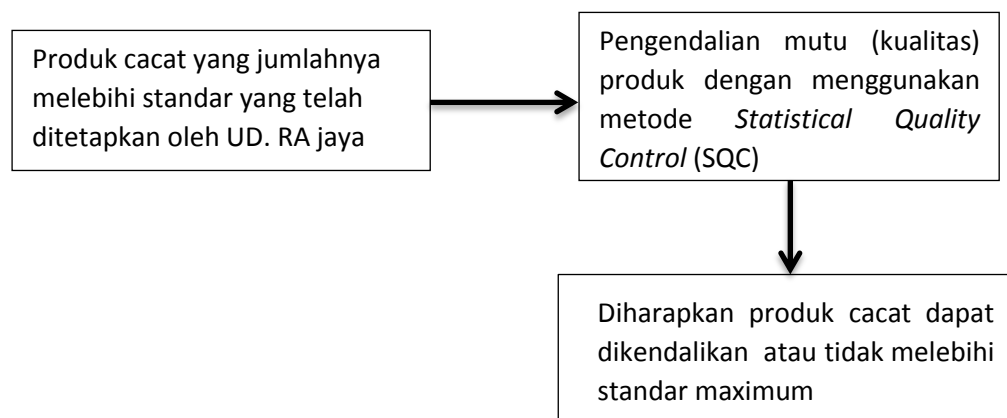 Produk cacat yang jumlahnya
melebihi standar yang telah
ditetapkan oleh UD. RA jaya
Pengendalian mutu (kualitas)
produk dengan menggunakan
metode Statistical Quality
Control (SQC)
Diharapkan produk cacat dapat
dikendalikan atau tidak melebihi
standar maximum